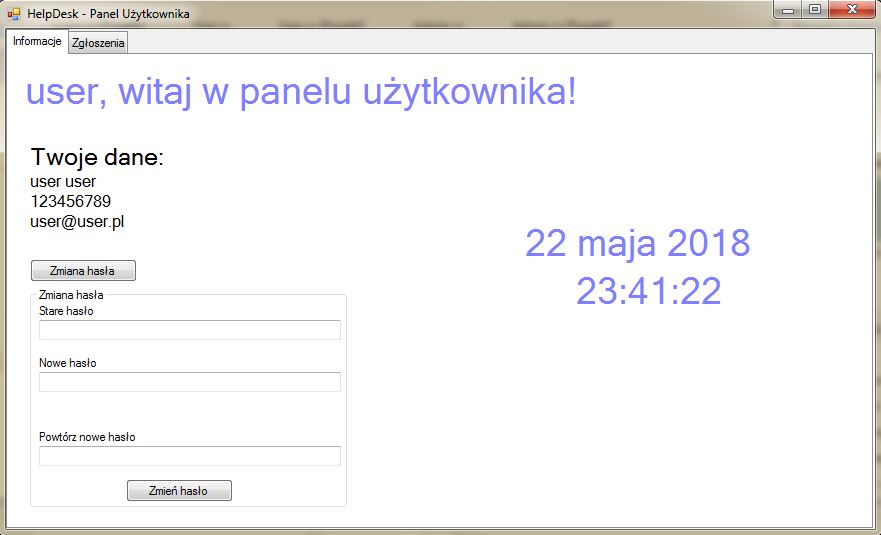 HelpDesk - Panel Użytkownika
Informacje
Zgłoszenia
user, witaj w panelu użytkownika!
Twoje dane:
user user
123456789
user@user.pl
22 maja 2018
23:41:22
Zmiana hasła
Zmiana hasła
Stare hasło
Nowe hasło
Powtórz nowe hasło
Zmień hasło